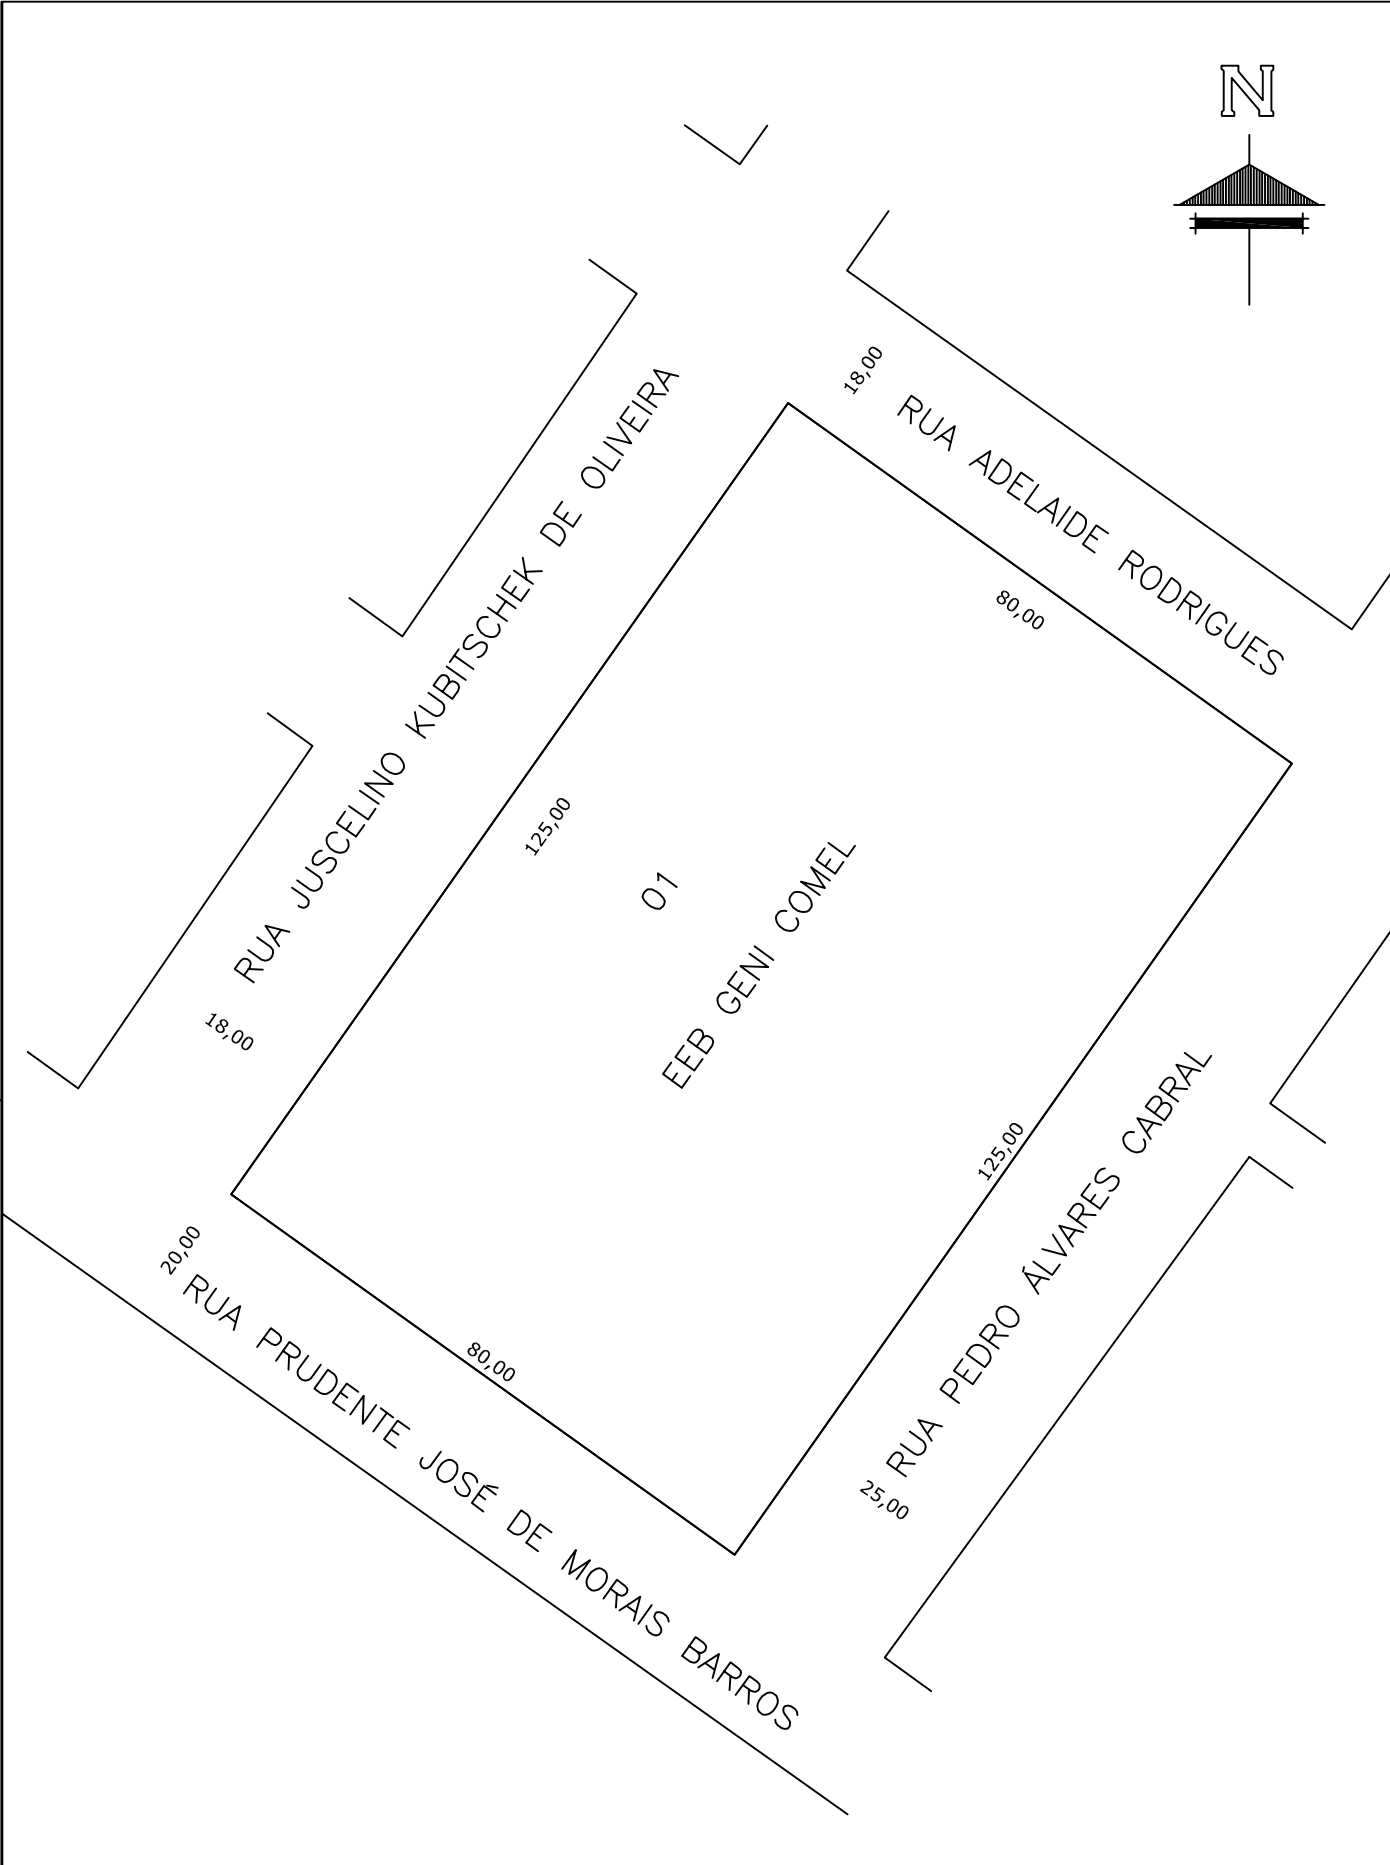 N
18,00
RUA ADELAIDE RODRIGUES
80,00
RUA JUSCELINO KUBITSCHEK DE OLIVEIRA
125,00
01
EEB GENI COMEL
18,00
125,00
RUA PEDRO ÁLVARES CABRAL
25,00
20,00
80,00
RUA PRUDENTE JOSÉ DE MORAIS BARROS